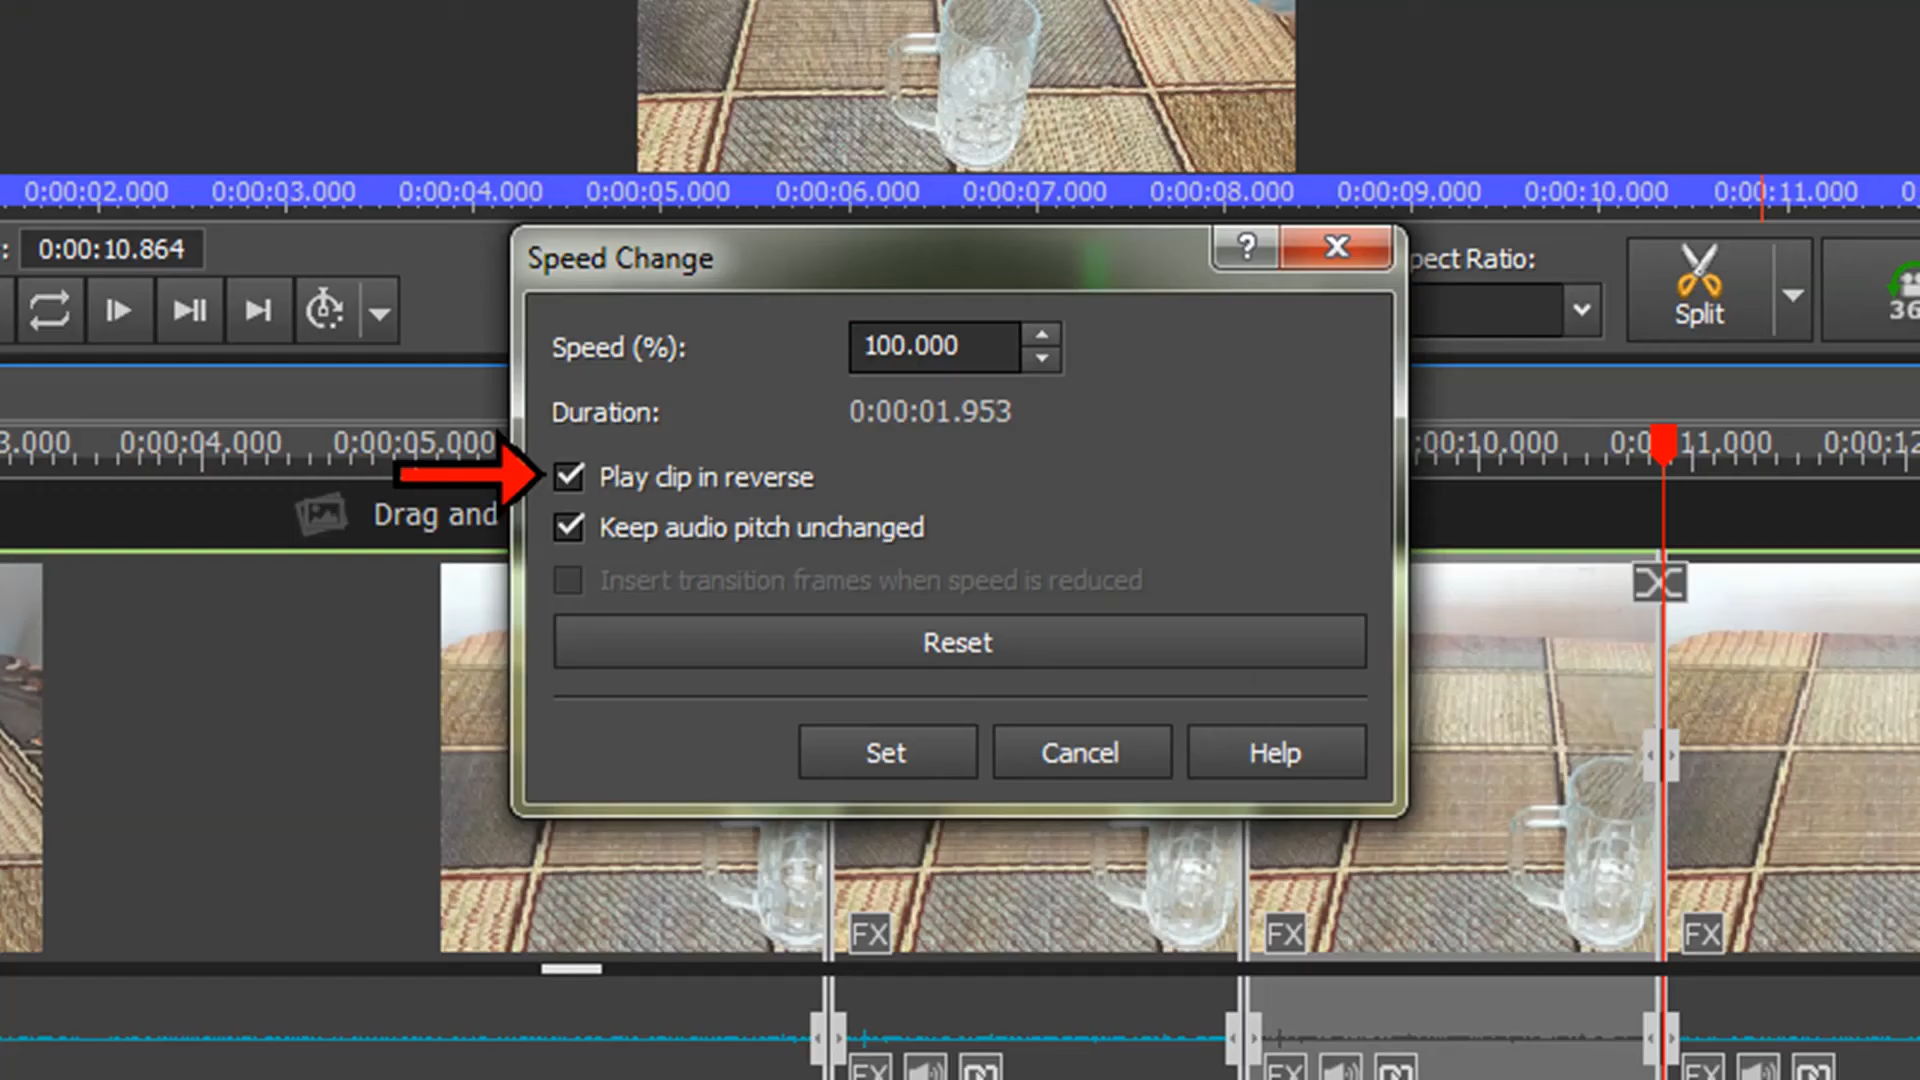 0:00:02.000 0:00:03.000 0:00:04.000 0:00:05.000 0:00:06.000 0:00:07.000 0:00:08.000 0:00:09.000 0:00:10.000 0:00:11.000 0
: 0:00:10.864
Speed Change
?
pect Ratio:
Split
36
Speed (%): 100.000
Duration: 0:00:01.953
3.000 0:00:04.000 0:00:05.000 :00:10.000 0:00:11.000 0:00:12
Play clip in reverse
Drag and
Keep audio pitch unchanged
Insert transition frames when speed is reduced
Reset
Set Cancel Help
FX FX FX
FX FX FX